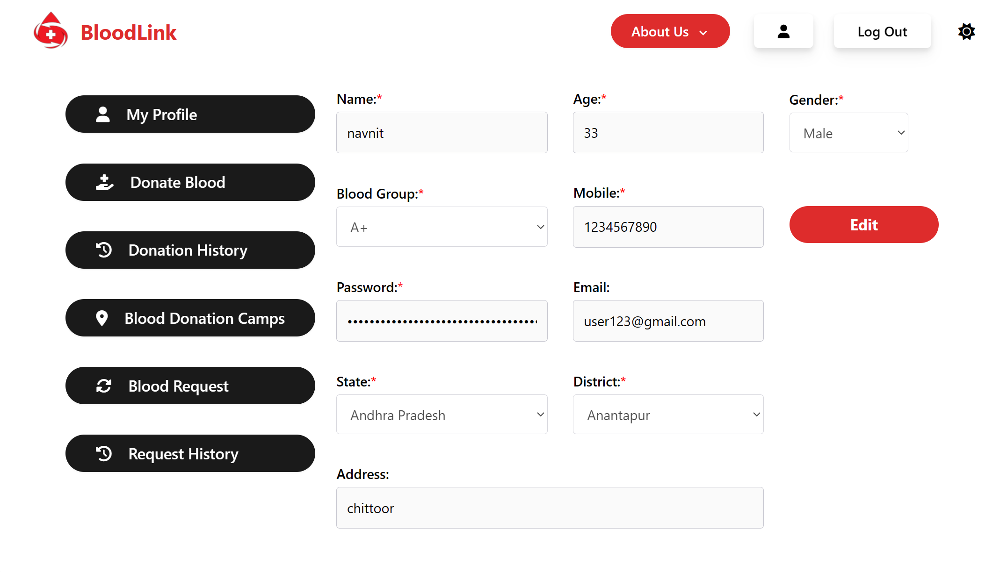 BloodLink
About Us
Log Out
My Profile
Donate Blood
Donation History
Blood Donation Camps
Blood Request
Request History
Name:*
navnit
Age:*
33
Gender:*
Male
Blood Group:*
A+
Mobile:*
1234567890
Edit
Password:*
Email:
user123@gmail.com
State:*
Andhra Pradesh
District:*
Anantapur
Address:
chittoor